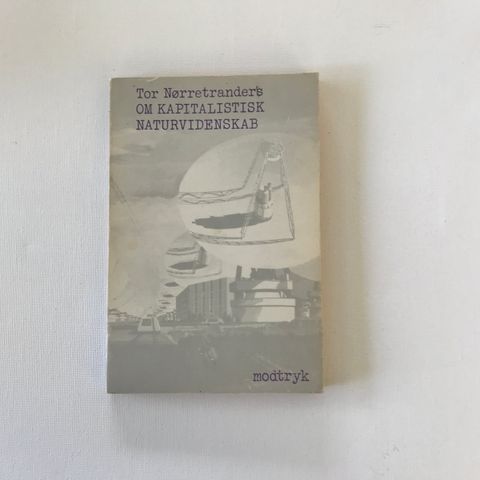 Tor Nørretranders
OM KAPITALISTISK
NATURVIDENSKAB
modtryk